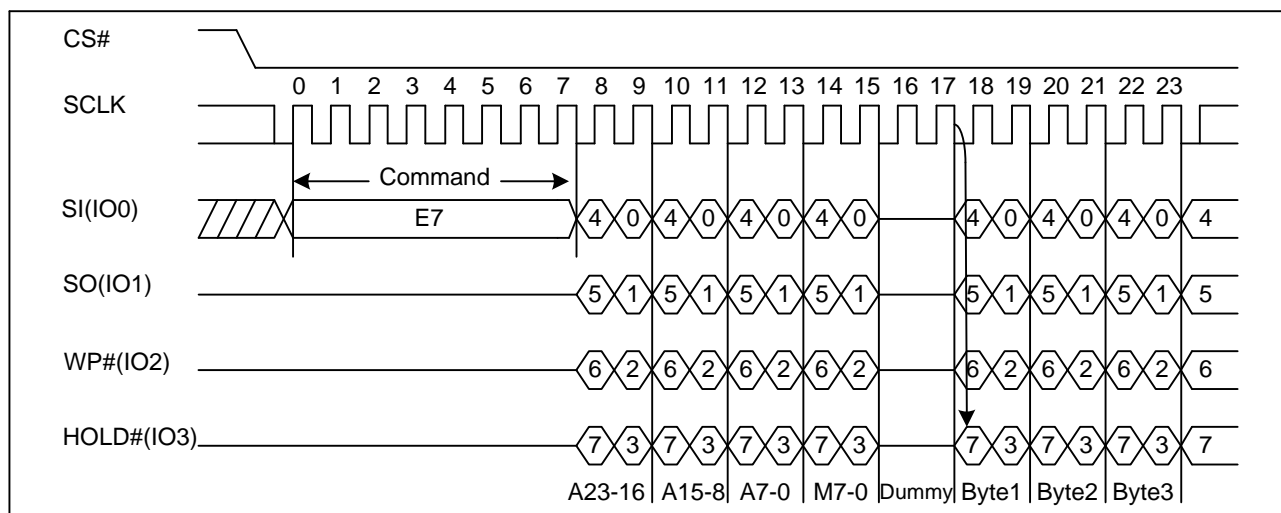 CS#
0 1 2 3 4 5 6 7 8 9 10 11 12 13 14 15 16 17 18 19 20 21 22 23
SCLK
Command
SI(IO0)
E7 4 0 4 0 4 0 4 0 4 0 4 0 4 0 4
SO(IO1)
5 1 5 1 5 1 5 1 5 1 5 1 5 1 5
WP#(IO2)
6 2 6 2 6 2 6 2 6 2 6 2 6 2 6
HOLD#(IO3)
7 3 7 3 7 3 7 3 7 3 7 3 7 3 7
A23-16 A15-8 A7-0 M7-0 Dummy Byte1 Byte2 Byte3